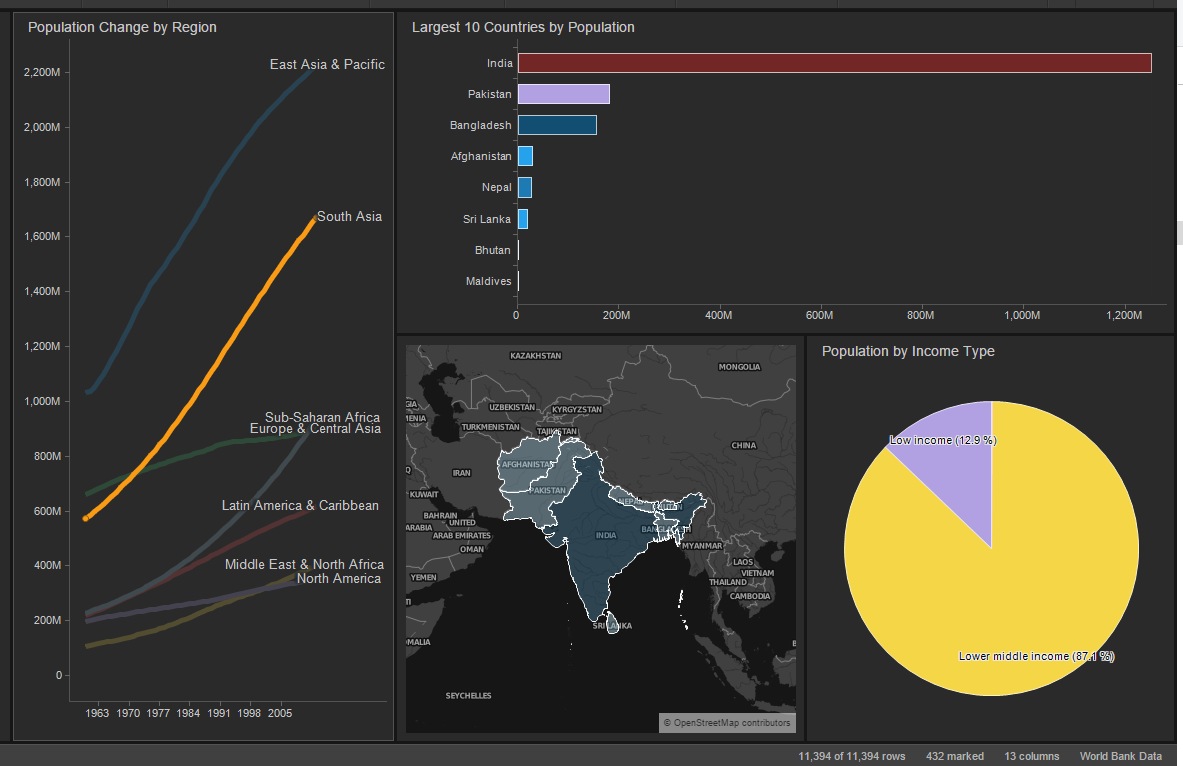 Population Change by Region
2,200M
2,000M
1,800M
1,600M
1,400M
1,200M
1,000M
800M
600M
400M
200M
0
East Asia & Pacific
South Asia
Sub-Saharan Africa
Europe & Central Asia
Latin America & Caribbean
Middle East & North Africa
North America
1963 1970 1977 1984 1991 1998 2005
Largest 10 Countries by Population
India
Pakistan
Bangladesh
Afghanistan
Nepal
Sri Lanka
Bhutan
Maldives
0 200M 400M 600M 800M 1,000M 1,200M
KAZAKHSTAN
MONGOLIA
UZBEKISTAN
KYRGYZSTAN
TURKMENISTAN
TAJIKISTAN
CHINA
AFGHANISTAN
IRAN
PAKISTAN
KUWAIT
NEPAL
BAHRAIN
UNITED
ARAB EMIRATES
INDIA
OMAN
MYANMAR
LAOS
VIETNAM
YEMEN
THAILAND
CAMBODIA
SRI LANKA
SEYCHELLES
© OpenStreetMap contributors
Population by Income Type
Low income (12.9 %)
Lower middle income (87.1 %)
11,394 of 11,394 rows 432 marked 13 columns World Bank Data